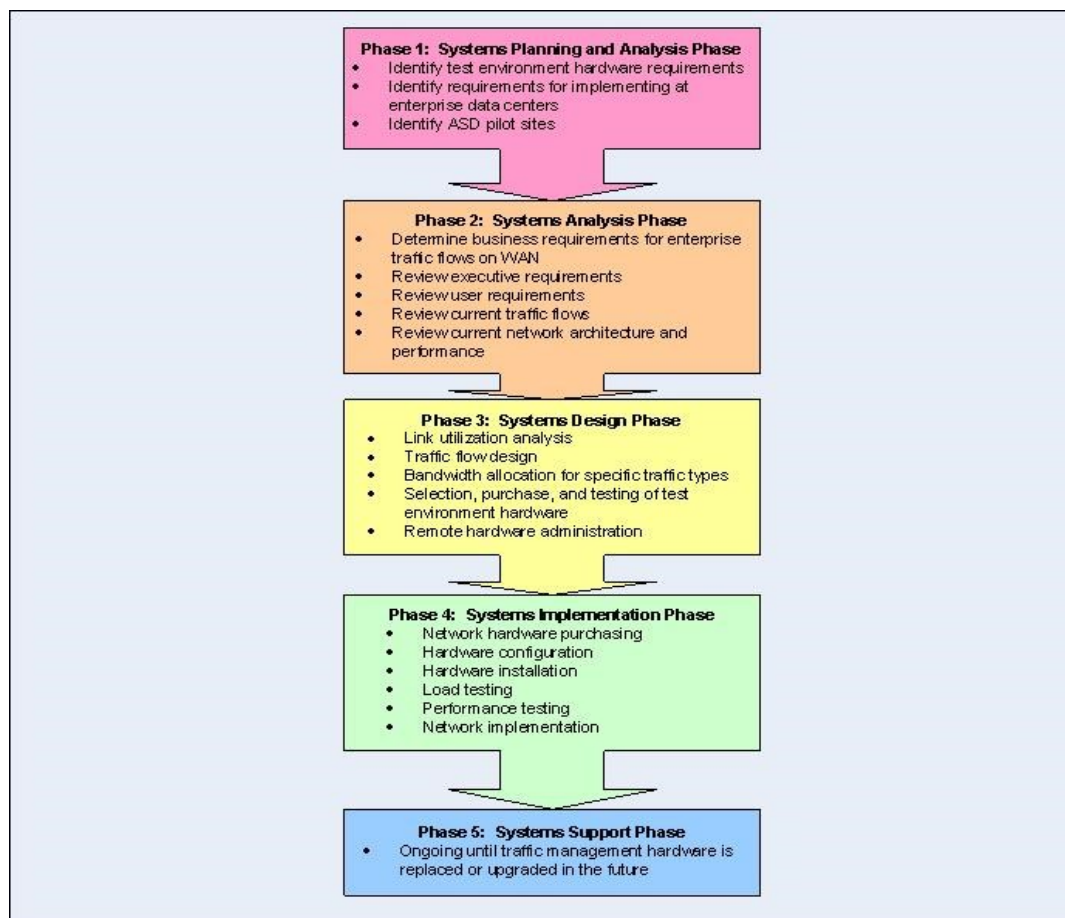 Phase 1: Systems Planning and Analysis Phase
• Identify test environment hardware requirements
• Identify requirements for implementing at
enterprise data centers
• Identify ASD pilot sites
Phase 2: Systems Analysis Phase
• Determine business requirements for enterprise
traffic flows on WAN
• Review executive requirements
• Review user requirements
• Review current traffic flows
• Review current network architecture and
performance
Phase 3: Systems Design Phase
• Link utilization analysis
• Traffic flow design
• Bandwidth allocation for specific traffic types
• Selection, purchase, and testing of test
environment hardware
• Remote hardware administration
Phase 4: Systems Implementation Phase
• Network hardware purchasing
• Hardware configuration
• Hardware installation
• Load testing
• Performance testing
• Network implementation
Phase 5: Systems Support Phase
• Ongoing until traffic management hardware is
replaced or upgraded in the future